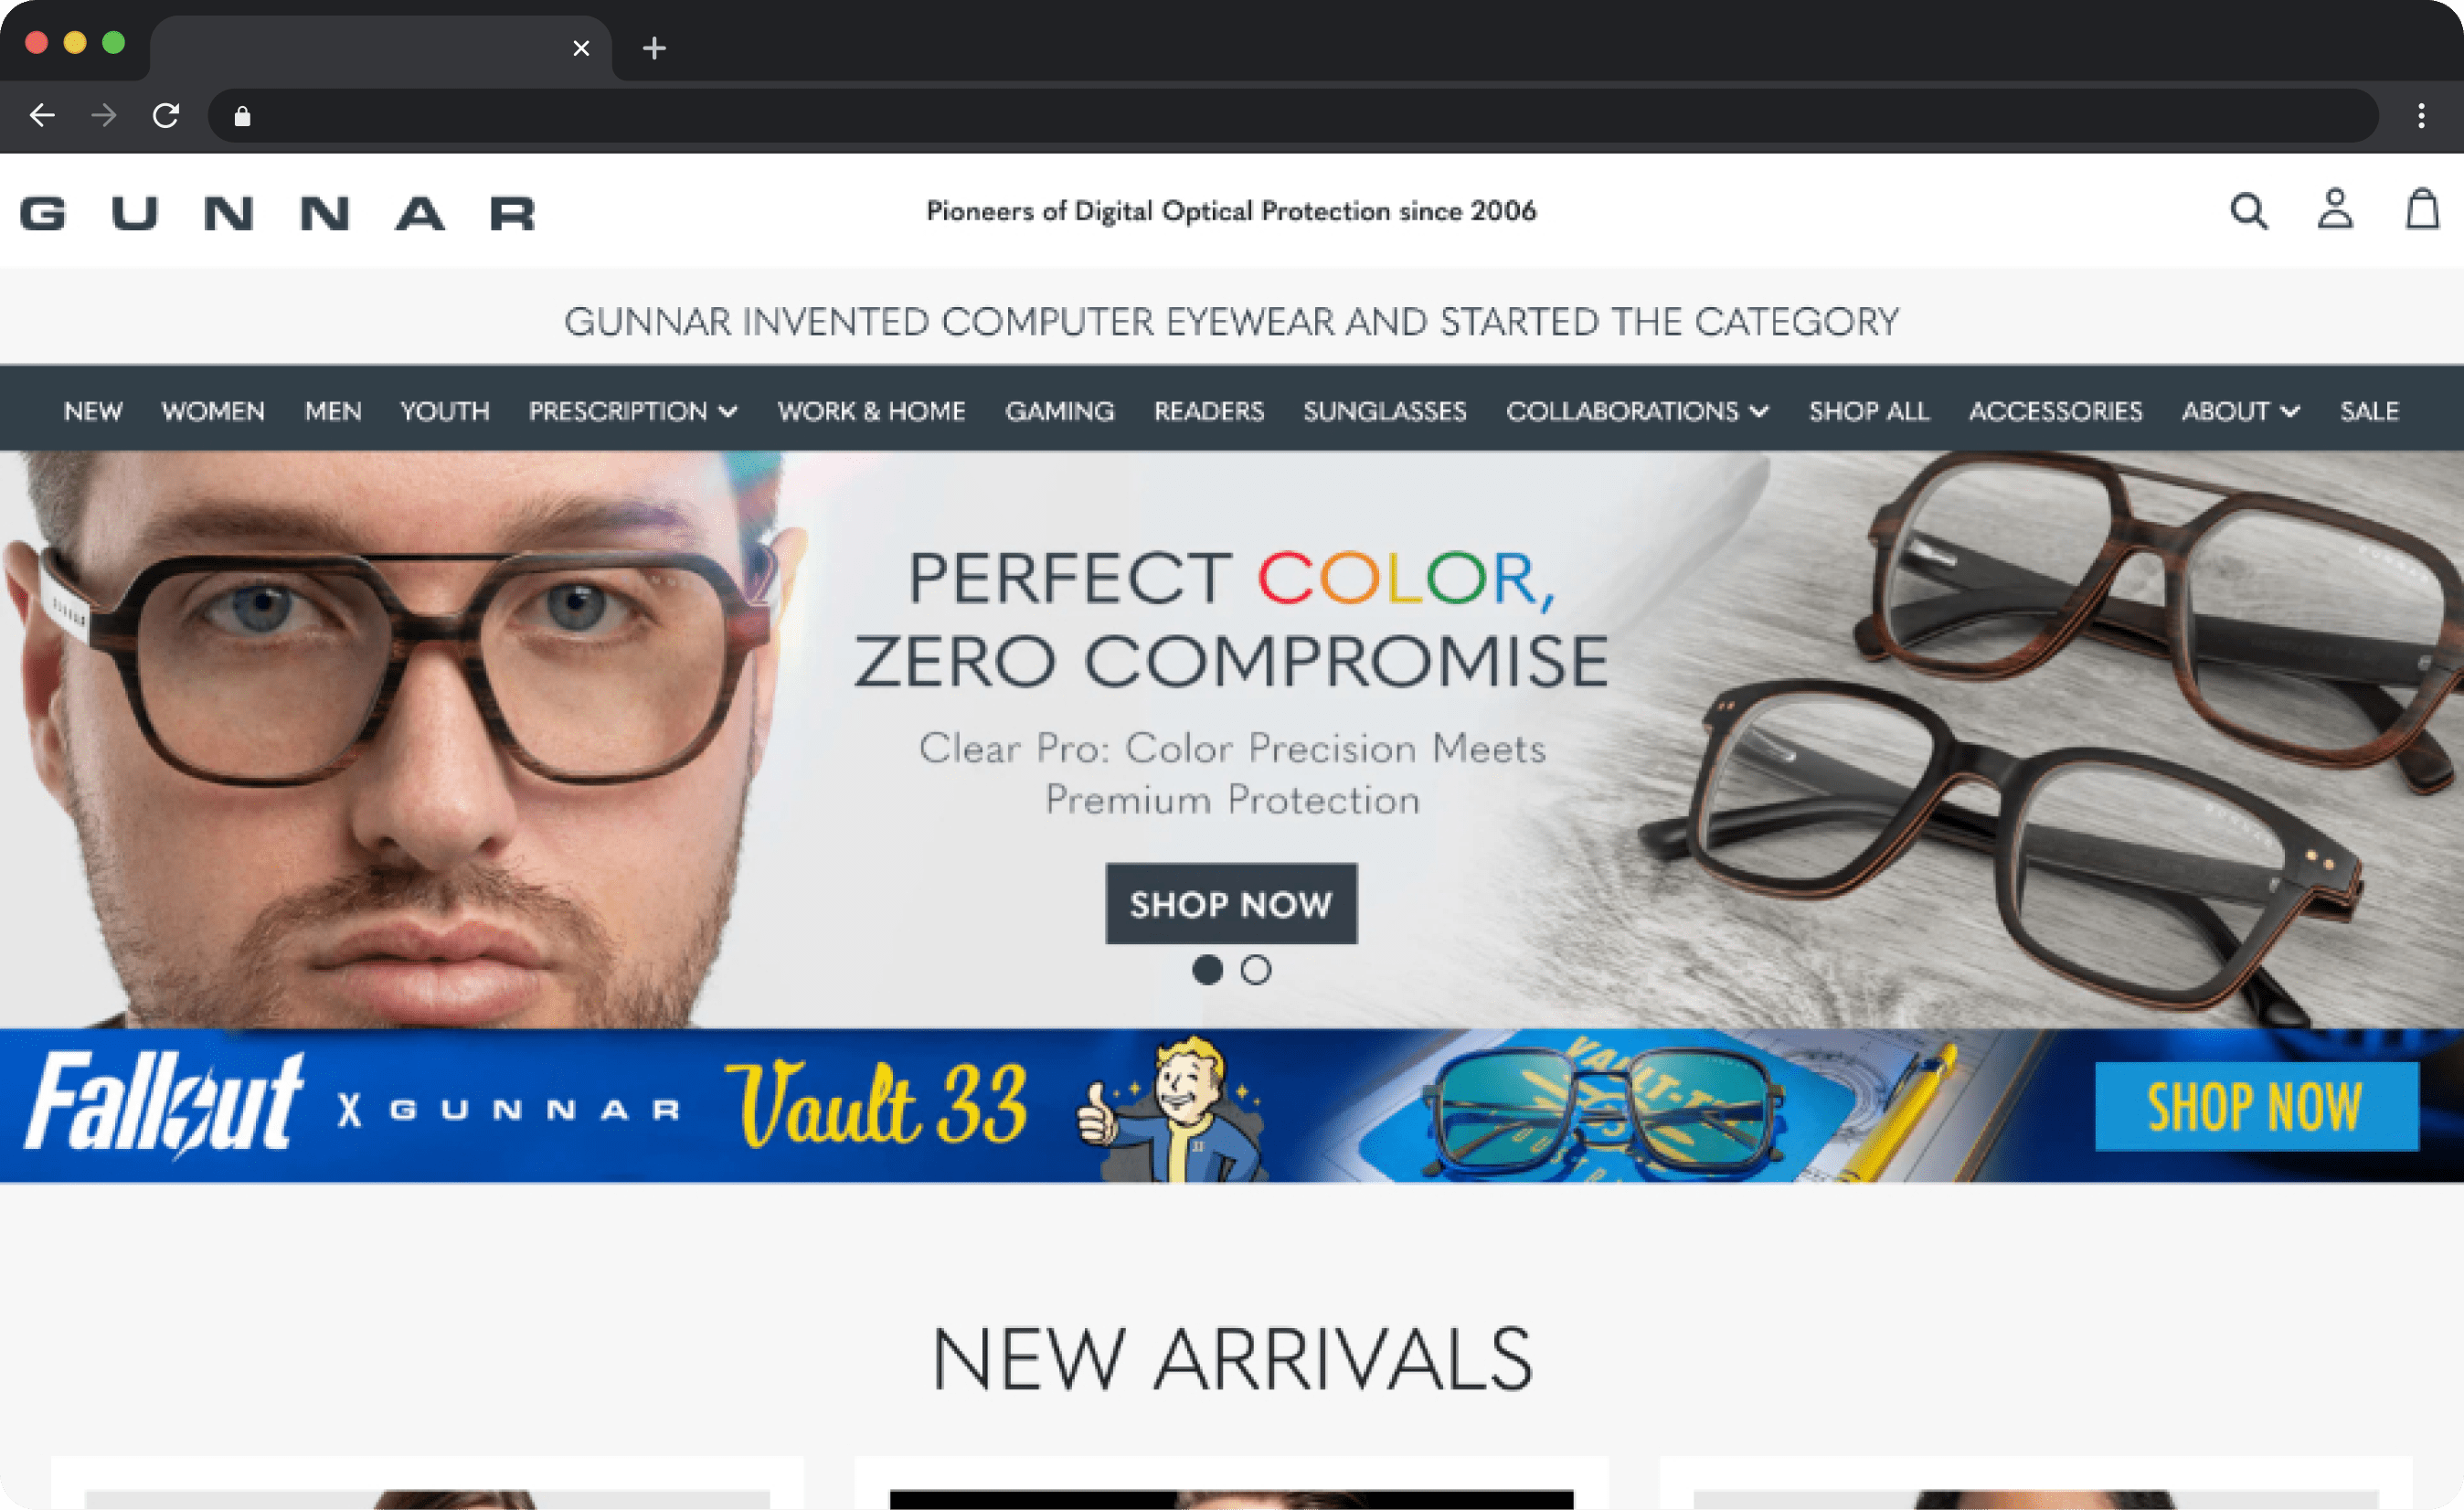 GUNNAR
Pioneers of Digital Optical Protection since 2006
GUNNAR INVENTED COMPUTER EYEWEAR AND STARTED THE CATEGORY
NEW WOMEN MEN YOUTH PRESCRIPTION WORK & HOME GAMING READERS SUNGLASSES COLLABORATIONS SHOP ALL ACCESSORIES ABOUT SALE
PERFECT COLOR,
ZERO COMPROMISE
Clear Pro: Color Precision Meets
Premium Protection
SHOP NOW
Fallout X GUNNAR Vault 33
SHOP NOW
NEW ARRIVALS